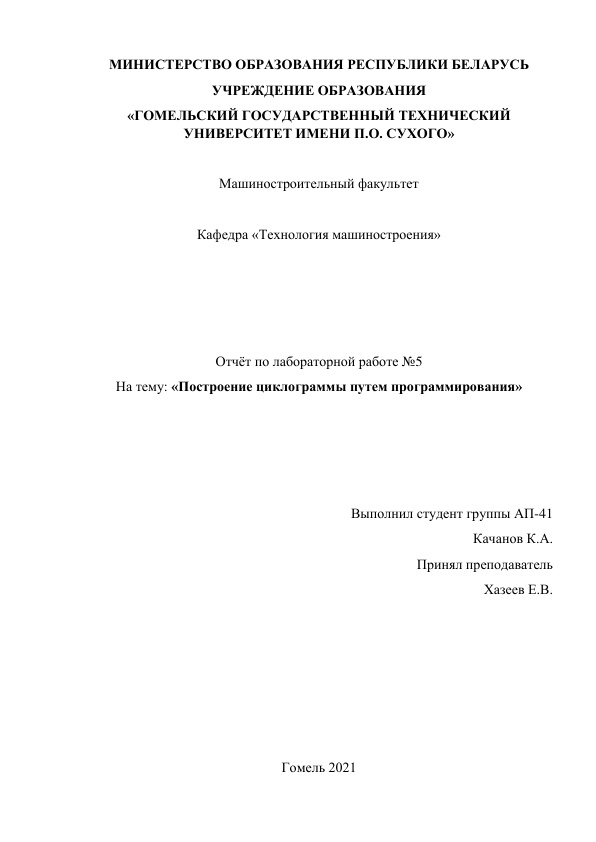 МИНИСТЕРСТВО ОБРАЗОВАНИЯ РЕСПУБЛИКИ БЕЛАРУСЬ
УЧРЕЖДЕНИЕ ОБРАЗОВАНИЯ
«ГОМЕЛЬСКИЙ ГОСУДАРСТВЕННЫЙ ТЕХНИЧЕСКИЙ
УНИВЕРСИТЕТ ИМЕНИ П.О. СУХОГО»
Машиностроительный факультет
Кафедра «Технология машиностроения»
Отчёт по лабораторной работе №5
На тему: «Построение циклограммы путем программирования»
Выполнил студент группы АП-41
Качанов К.А.
Принял преподаватель
Хазеев Е.В.
Гомель 2021